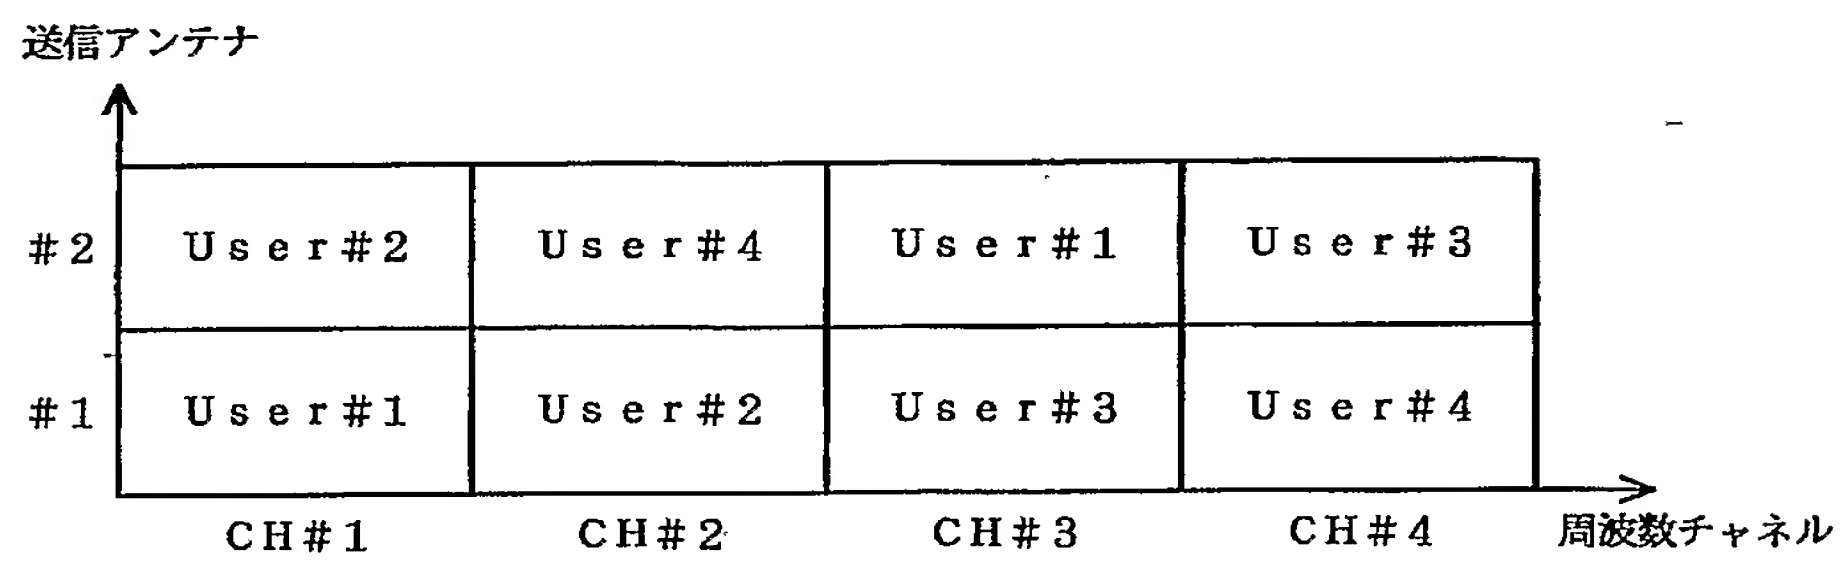 送信アンテナ
#2 User#2 User#4 User#1 User#3
#1 User#1 User#2 User#3 User#4
CH#1 CH#2 CH#3 CH#4 周波数チャネル